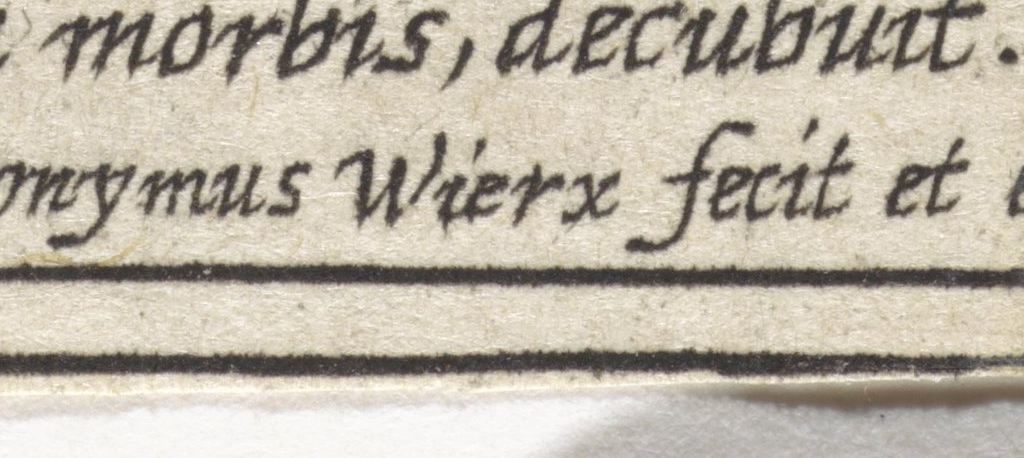 morbis, decubuit.
onymus Wierx fecit et